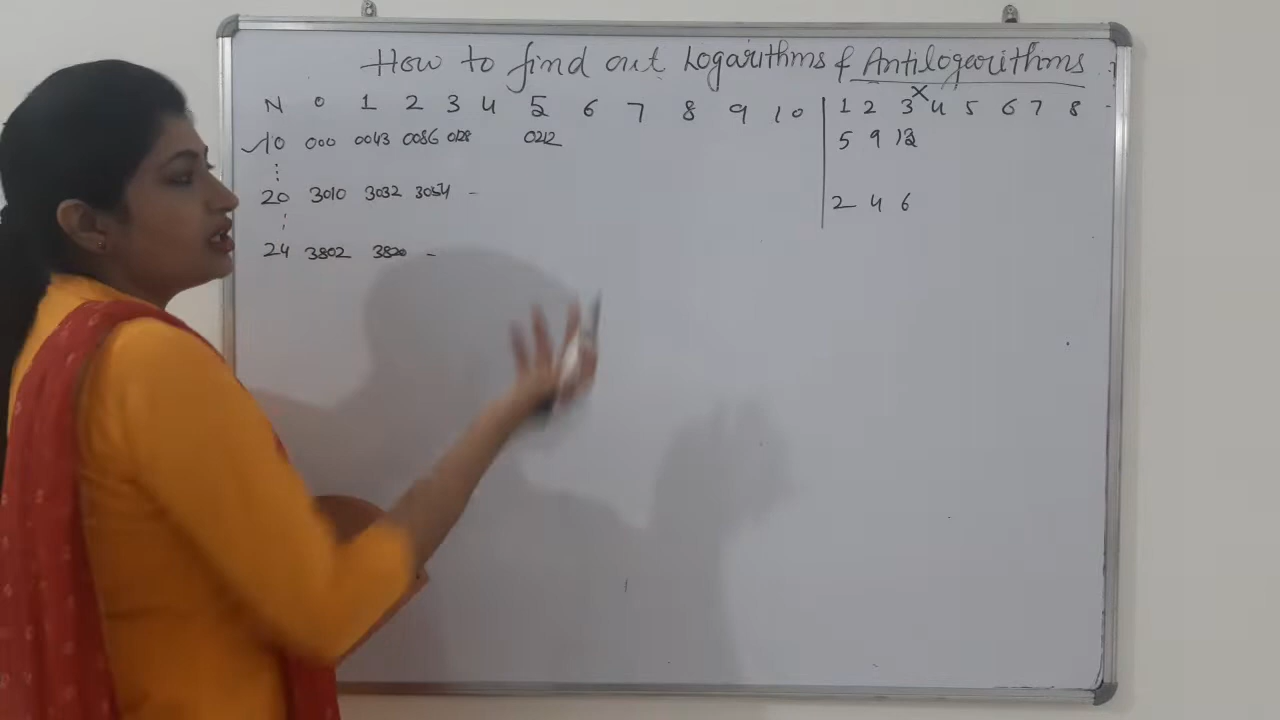 How to find out Logarithms & Antilogarithms
N 0 1 2 3 4 5 6 7 8 9 10 1 2 3 4 5 6 7 8 -
10 000 0043 0086 0128 0212 5 9 13
20 3010 3032 3054 - 2 4 6
24 3802 3820 -